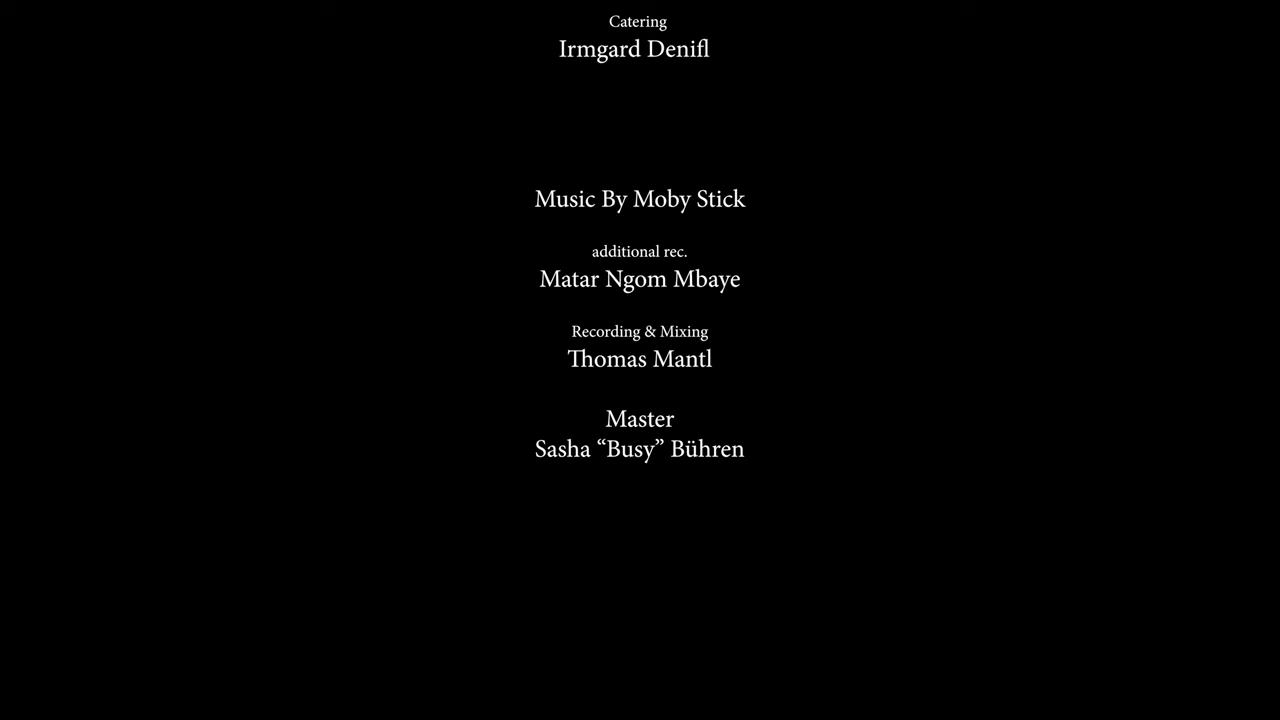 Catering
Irmgard Denifl
Music By Moby Stick
additional rec.
Matar Ngom Mbaye
Recording & Mixing
Thomas Mantl
Master
Sasha “Busy” Bühren